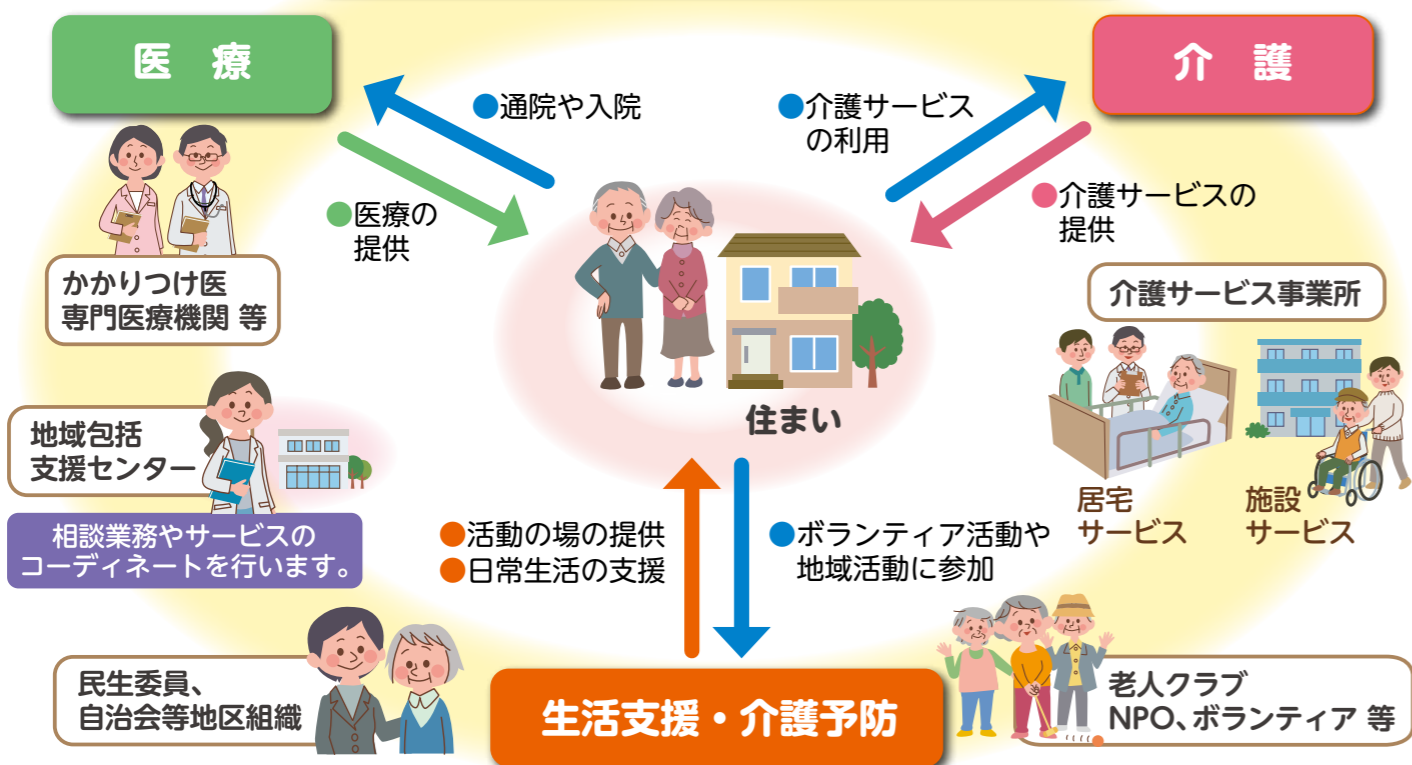 医 療
介 護
●通院や入院
●介護サービス
の利用
●医療の
提供
●介護サービスの
提供
かかりつけ医
専門医療機関 等
介護サービス事業所
住まい
地域包括
支援センター
相談業務やサービスの
コーディネートを行います。
居宅
サービス
施設
サービス
●活動の場の提供
●日常生活の支援
●ボランティア活動や
地域活動に参加
民生委員、
自治会等地区組織
生活支援・介護予防
老人クラブ
NPO、ボランティア 等